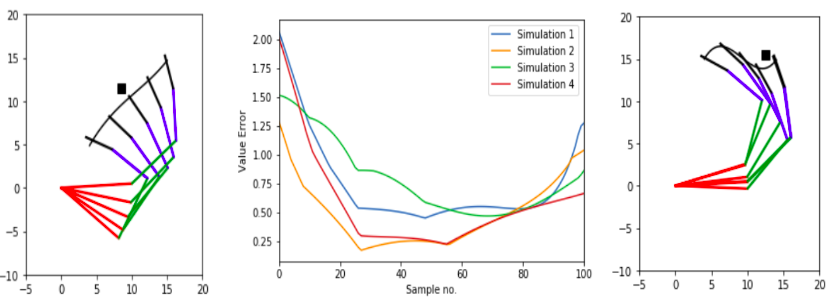 20
15
10
5
0
−5
−10
−5 0 5 10 15 20
Value Error
2.00
1.75
1.50
1.25
1.00
0.75
0.50
0.25
0 20 40 60 80 100
Sample no.
Simulation 1
Simulation 2
Simulation 3
Simulation 4
20
15
10
5
0
−5
−10
−5 0 5 10 15 20